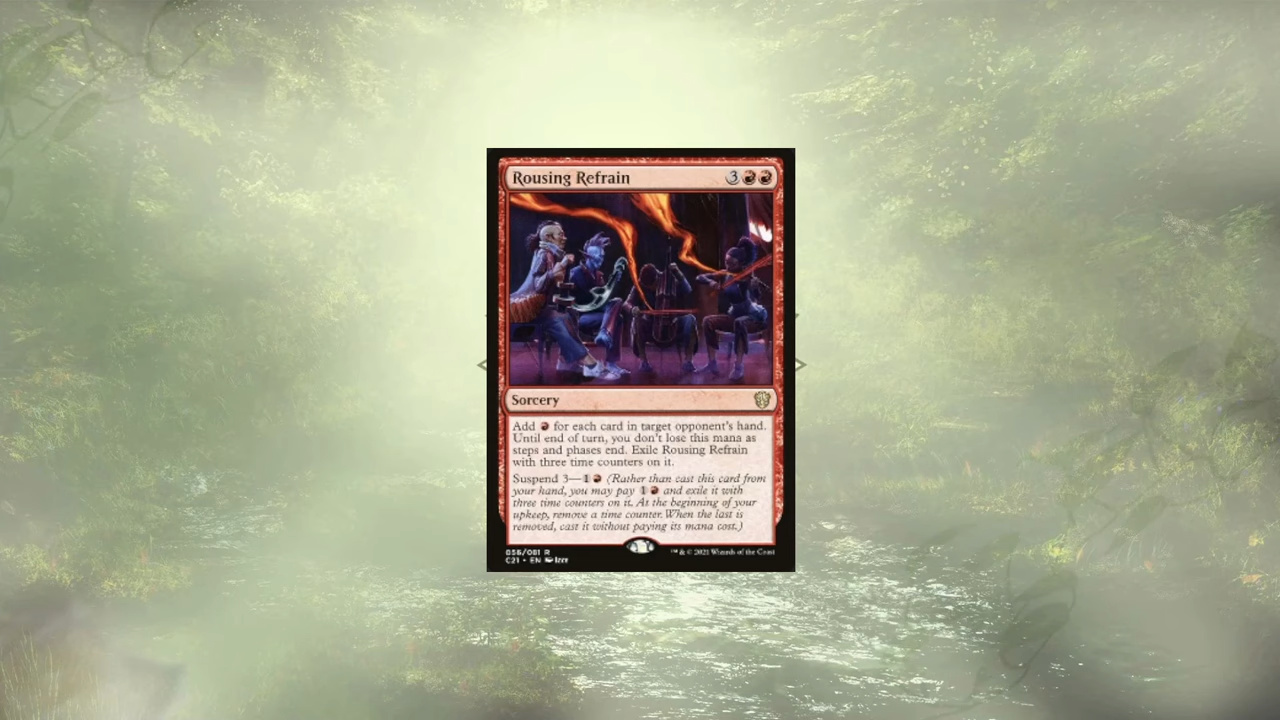 Rousing Refrain 3
Sorcery
Add for each card in target opponent's hand.
Until end of turn, you don't lose this mana as
steps and phases end. Exile Rousing Refrain
with three time counters on it.
Suspend 3—1 (Rather than cast this card from
your hand, you may pay 1 and exile it with
three time counters on it. At the beginning of your
upkeep, remove a time counter. When the last is
removed, cast it without paying its mana cost.)
056/081 R
C21 • EN Izzy
™ & © 2021 Wizards of the Coast